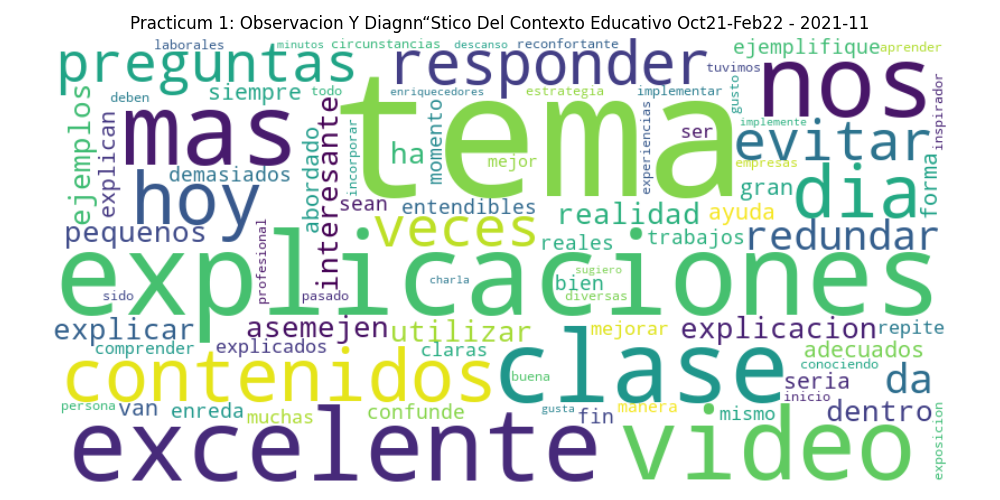 Practicum 1: Observacion Y Diagnn“Stico Del Contexto Educativo Oct21-Feb22 - 2021-11
laborales minutos circunstancias descanso reconfortante ejemplifique aprender
preguntas responder tuvimos nos
siempre todo enriquecedores estrategia implementar gusto inspirador
deben tema
ejemplos explican mas interesante incorporar momento experiencias ser implemente evitar
abordado ha mejor empresas
demasiados gran dia forma
hoy sean entendibles realidad ayuda
pequenos veces reales trabajos redundar
profesional explicaciones
charla sugiero bien
sido pasado diversas
explicar asemejen utilizar mejorar explicacion repite
comprender explicados claras clase adecuados
conociendo
contenidos buena seria da
inicio
persona van enreda muchas confunde gusta fin manera mismo dentro
excelente video exposicion